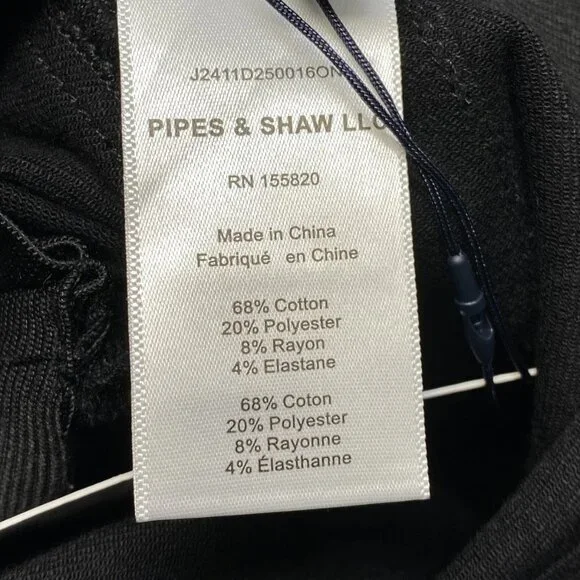 J2411D250016ON
PIPES & SHAW LLC
RN 155820
Made in China
Fabriqué en Chine
68% Cotton
20% Polyester
8% Rayon
4% Elastane
68% Coton
20% Polyester
8% Rayonne
4% Élasthanne